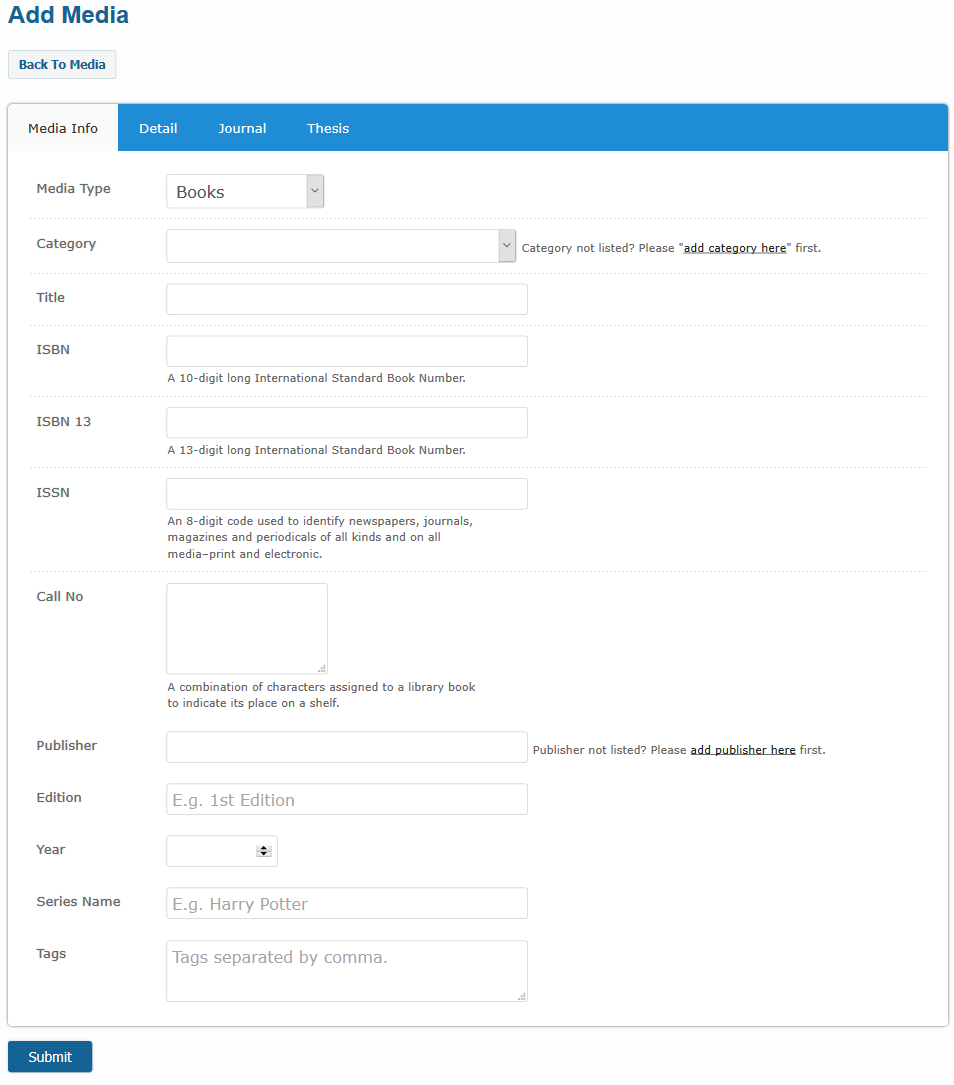 Add Media
Back To Media
Media Info Detail Journal Thesis
Media Type Books
Category Category not listed? Please "add category here" first.
Title
ISBN
A 10-digit long International Standard Book Number.
ISBN 13
A 13-digit long International Standard Book Number.
ISSN
An 8-digit code used to identify newspapers, journals,
magazines and periodicals of all kinds and on all
media–print and electronic.
Call No
A combination of characters assigned to a library book
to indicate its place on a shelf.
Publisher Publisher not listed? Please add publisher here first.
Edition E.g. 1st Edition
Year
Series Name E.g. Harry Potter
Tags Tags separated by comma.
Submit